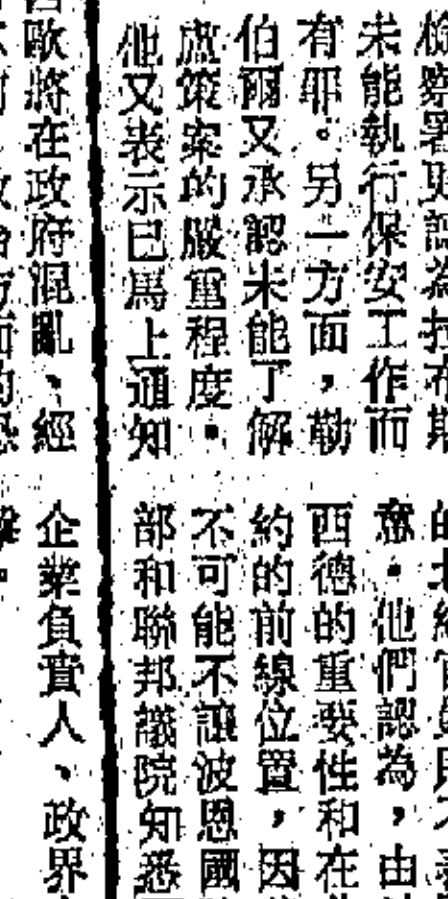 察署更認為拉布斯
未能執行保安工作而
有耶。另一方面，勒
伯爾又承認未能了解
盧策案的嚴重程度。
他又表示已馬上通知
意。他們認為，由
西德的重要性和在
約的前線位置，因
不可能不讓波恩國
部和聯邦議院知悉
歐將在政府混亂、經
企業負責人、政界